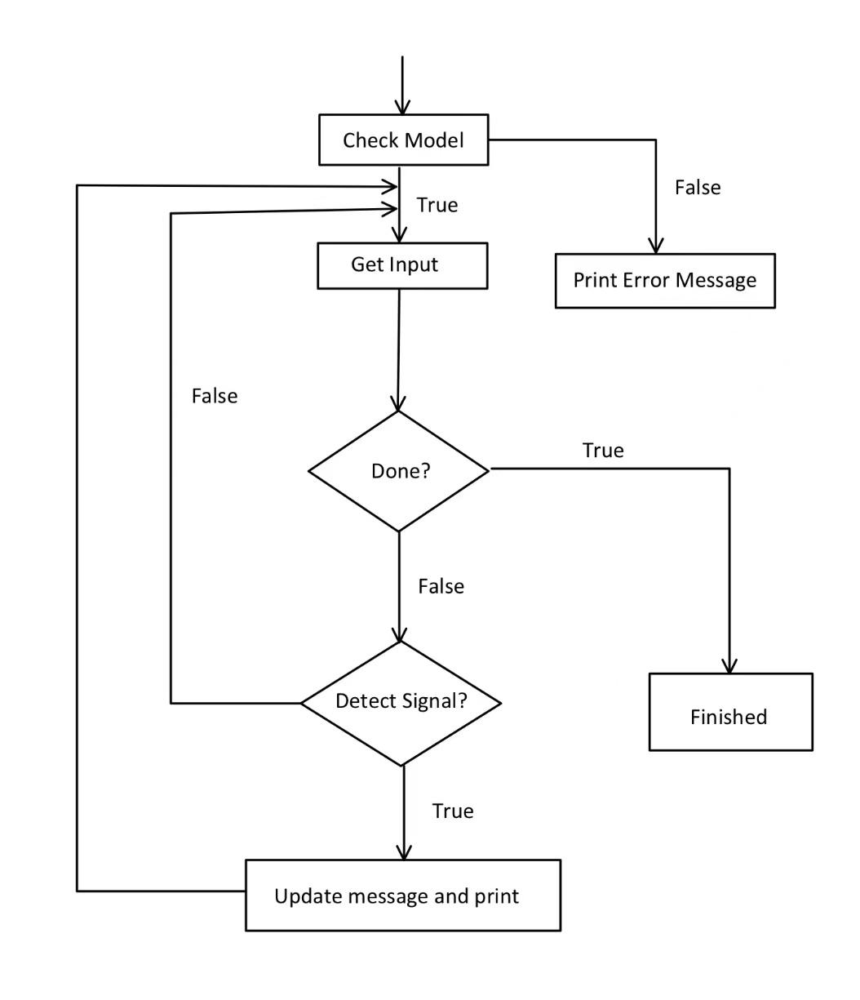 Check Model
False
True
Get Input
Print Error Message
False
True
Done?
False
Detect Signal?
Finished
True
Update message and print